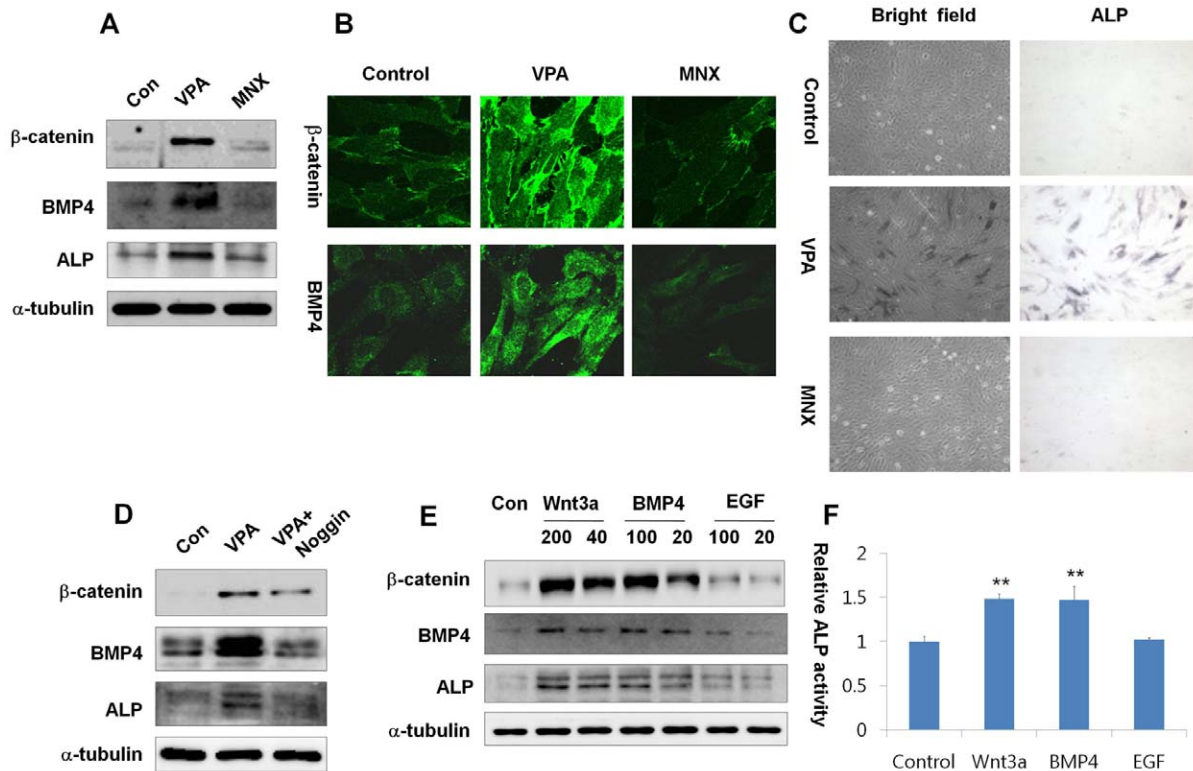 A
Con VPA MNX
β-catenin
BMP4
ALP
α-tubulin
B
Control VPA MNX
β-catenin
BMP4
C
Bright field ALP
Control
VPA
MNX
D
Con VPA VPA+
Noggin
β-catenin
BMP4
ALP
α-tubulin
E
Con Wnt3a BMP4 EGF
200 40 100 20 100 20
β-catenin
BMP4
ALP
α-tubulin
F
Relative ALP activity
2
1.5
1
0.5
0
** **
Control Wnt3a BMP4 EGF